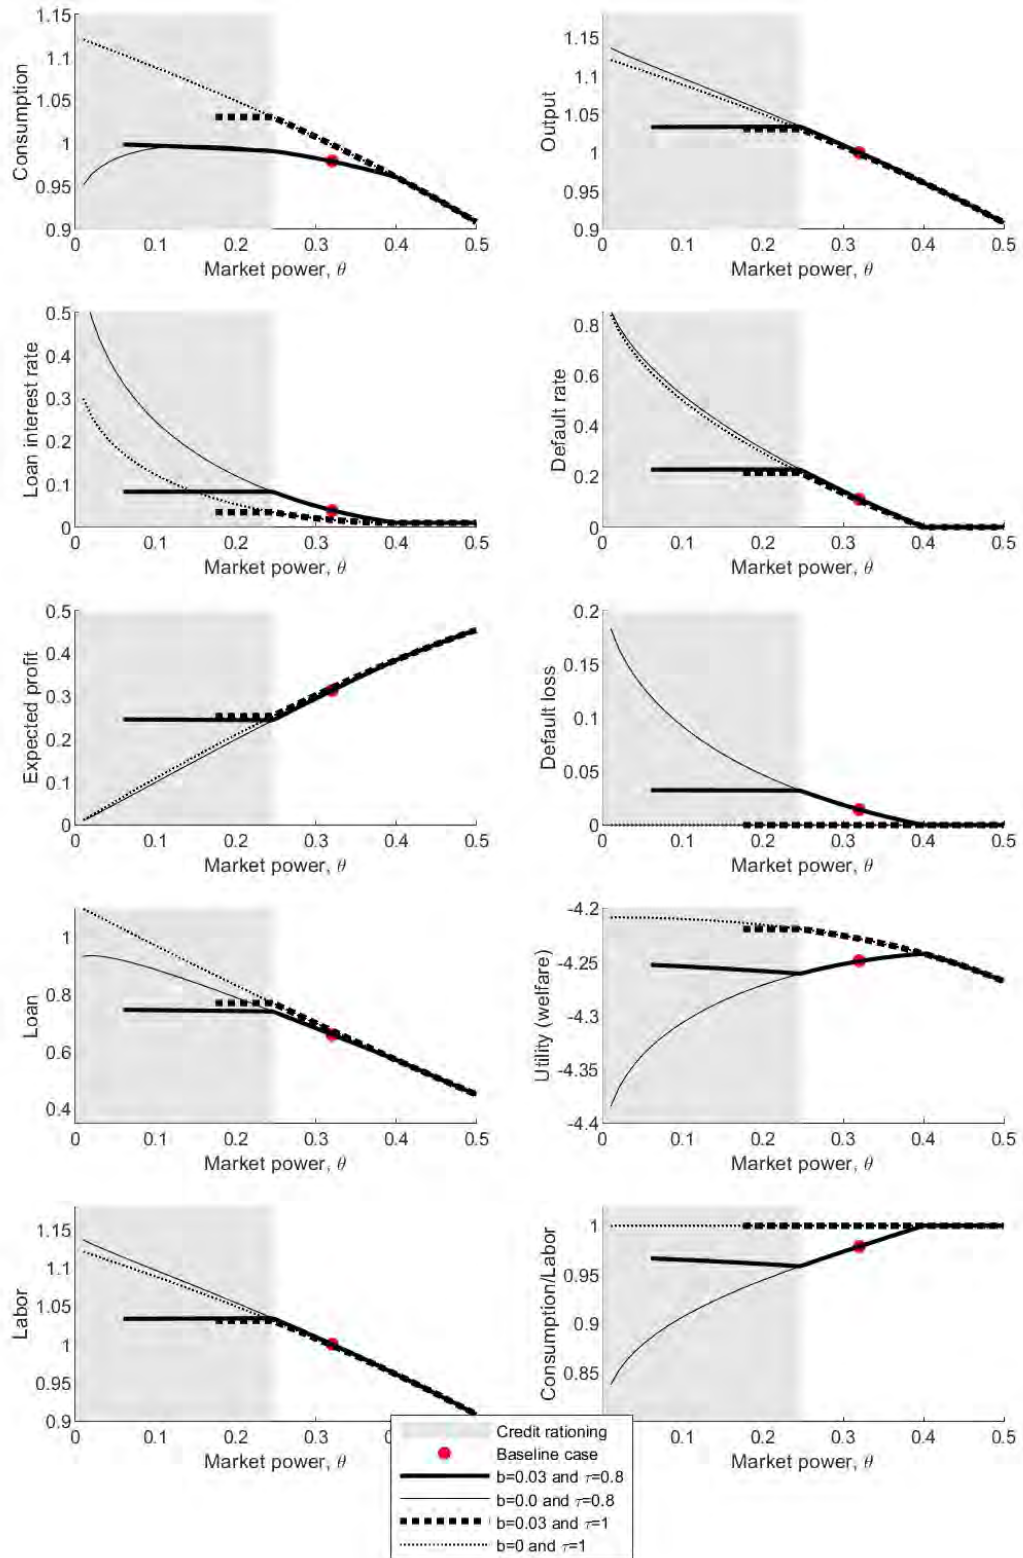 1.15
1.1
1.05
1
0.95
0.9
Consumption
0 0.1 0.2 0.3 0.4 0.5
Market power, θ
1.15
1.1
1.05
1
0.95
0.9
Output
0 0.1 0.2 0.3 0.4 0.5
Market power, θ
0.5
0.4
0.3
0.2
0.1
0
Loan interest rate
0 0.1 0.2 0.3 0.4 0.5
Market power, θ
0.8
0.6
0.4
0.2
0
Default rate
0 0.1 0.2 0.3 0.4 0.5
Market power, θ
0.5
0.4
0.3
0.2
0.1
0
Expected profit
0 0.1 0.2 0.3 0.4 0.5
Market power, θ
0.2
0.15
0.1
0.05
0
Default loss
0 0.1 0.2 0.3 0.4 0.5
Market power, θ
1
0.8
0.6
0.4
Loan
0 0.1 0.2 0.3 0.4 0.5
Market power, θ
-4.2
-4.25
-4.3
-4.35
-4.4
Utility (welfare)
0 0.1 0.2 0.3 0.4 0.5
Market power, θ
1.15
1.1
1.05
1
0.95
0.9
Labor
0 0.1 0.2 0.3 0.5
Market power, θ
1
0.95
0.9
0.85
Consumption/Labor
0.1 0.2 0.3 0.4 0.5
Market power, θ
Credit rationing
Baseline case
b=0.03 and τ=0.8
b=0.0 and τ=0.8
b=0.03 and τ=1
b=0 and τ=1